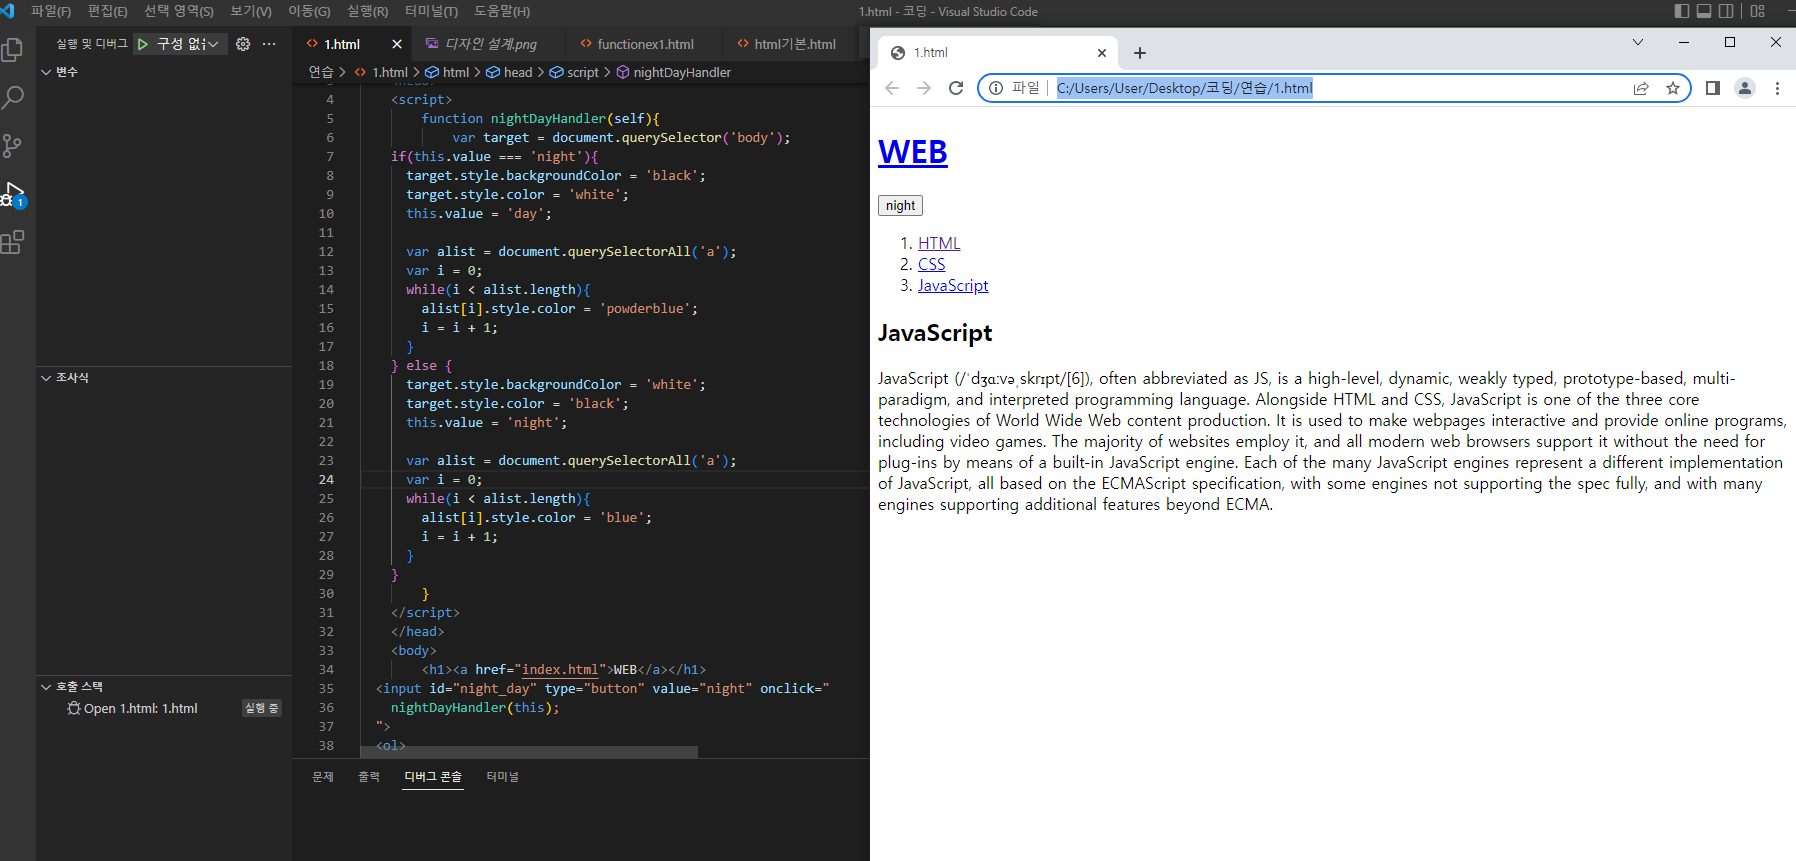 파일(F) 편집(E) 선택 영역(S) 보기(V) 이동(G) 실행(R) 터미널(T) 도움말(H) 1.html - 코딩 - Visual Studio Code
실행 및 디버그 구성 없음
변수
조사식
호출 스택
Open 1.html: 1.html 실행 중
1
1.html 디자인 설계.png functionex1.html html기본.html
연습 > 1.html > html > head > script > nightDayHandler
4 <script>
5 function nightDayHandler(self){
6 var target = document.querySelector('body');
7 if(this.value === 'night'){
8 target.style.backgroundColor = 'black';
9 target.style.color = 'white';
10 this.value = 'day';
11
12 var alist = document.querySelectorAll('a');
13 var i = 0;
14 while(i < alist.length){
15 alist[i].style.color = 'powderblue';
16 i = i + 1;
17 }
18 } else {
19 target.style.backgroundColor = 'white';
20 target.style.color = 'black';
21 this.value = 'night';
22
23 var alist = document.querySelectorAll('a');
24 var i = 0;
25 while(i < alist.length){
26 alist[i].style.color = 'blue';
27 i = i + 1;
28 }
29 }
30 }
31 </script>
32 </head>
33 <body>
34 <h1><a href="index.html">WEB</a></h1>
35 <input id="night_day" type="button" value="night" onclick="
36 nightDayHandler(this);
37 ">
38 <ol>
문제 출력 디버그 콘솔 터미널
1.html
파일 C:/Users/User/Desktop/코딩/연습/1.html
WEB
night
1. HTML
2. CSS
3. JavaScript
JavaScript
JavaScript (/ˈdʒɑːvəˌskrɪpt/[6]), often abbreviated as JS, is a high-level, dynamic, weakly typed, prototype-based, multi-
paradigm, and interpreted programming language. Alongside HTML and CSS, JavaScript is one of the three core
technologies of World Wide Web content production. It is used to make webpages interactive and provide online programs,
including video games. The majority of websites employ it, and all modern web browsers support it without the need for
plug-ins by means of a built-in JavaScript engine. Each of the many JavaScript engines represent a different implementation
of JavaScript, all based on the ECMAScript specification, with some engines not supporting the spec fully, and with many
engines supporting additional features beyond ECMA.